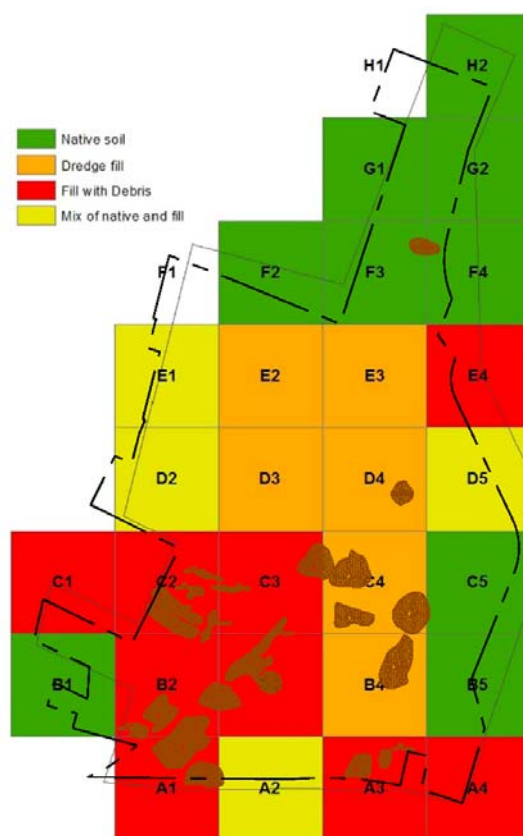 H1 H2
Native soil
Dredge fill
Fill with Debris
Mix of native and fill
G1 G2
F1 F2 F3 F4
E1 E2 E3 E4
D2 D3 D4 D5
C1 C2 C3 C4 C5
B1 B2 B4 B5
A1 A2 A3 A4